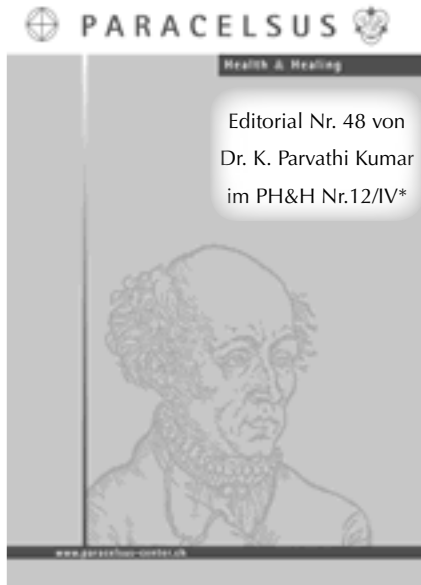 PARACELSUS
Health & Healing
Editorial Nr. 48 von
Dr. K. Parvathi Kumar
im PH&H Nr.12/IV*
www.paracelsus-center.ch